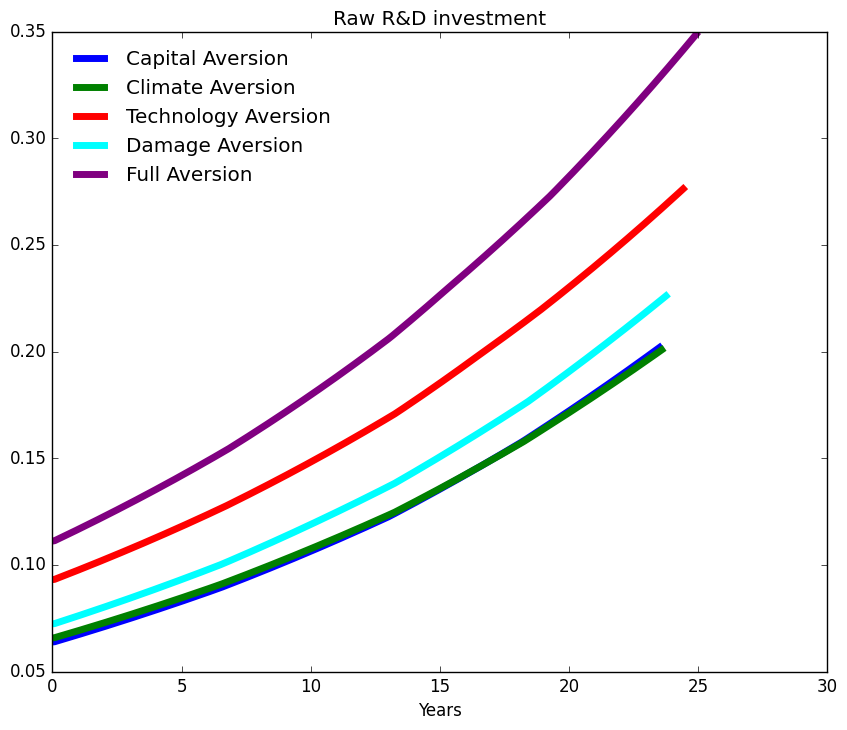 Raw R&D investment
0.35
0.30
0.25
0.20
0.15
0.10
0.05
Capital Aversion
Climate Aversion
Technology Aversion
Damage Aversion
Full Aversion
0 5 10 15 20 25 30
Years